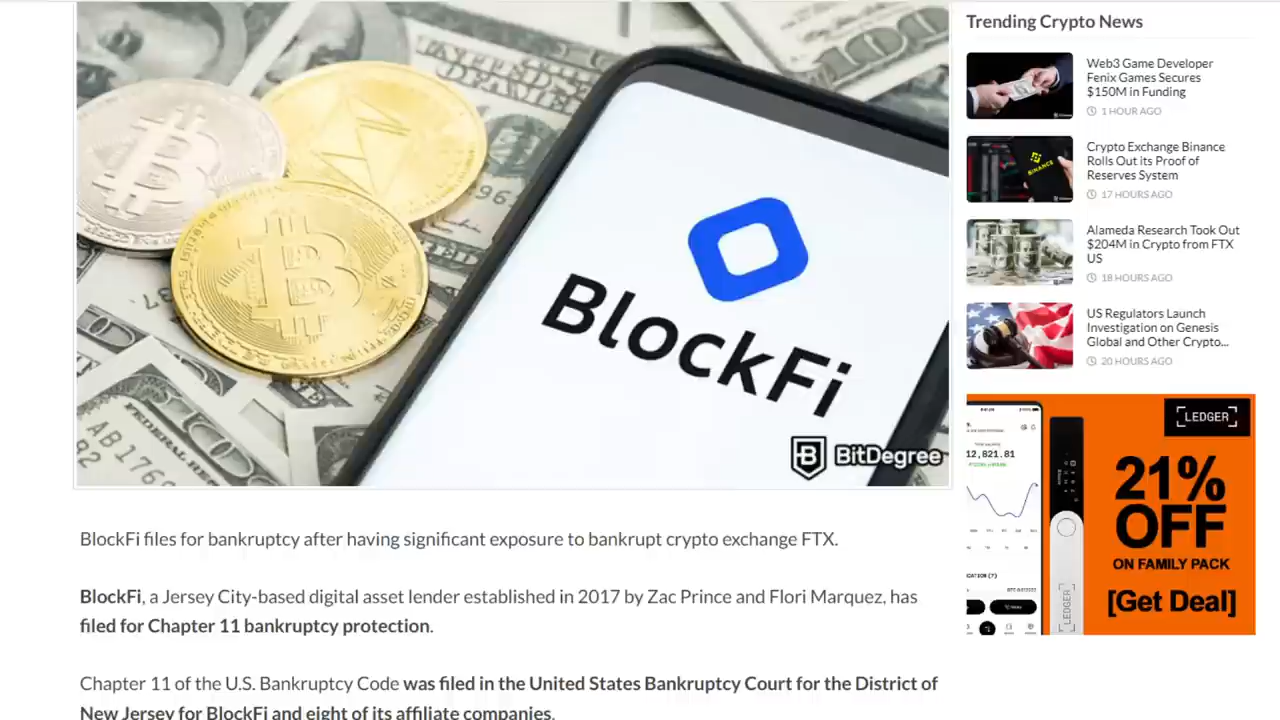 BlockFi
BitDegree
BlockFi files for bankruptcy after having significant exposure to bankrupt crypto exchange FTX.
BlockFi, a Jersey City-based digital asset lender established in 2017 by Zac Prince and Flori Marquez, has
filed for Chapter 11 bankruptcy protection.
Chapter 11 of the U.S. Bankruptcy Code was filed in the United States Bankruptcy Court for the District of
New Jersey for BlockFi and eight of its affiliate companies.
Trending Crypto News
Web3 Game Developer
Fenix Games Secures
$150M in Funding
1 HOUR AGO
Crypto Exchange Binance
Rolls Out its Proof of
Reserves System
17 HOURS AGO
Alameda Research Took Out
$204M in Crypto from FTX
US
18 HOURS AGO
US Regulators Launch
Investigation on Genesis
Global and Other Crypto...
20 HOURS AGO
LEDGER
12,821.81
21%
OFF
ON FAMILY PACK
[Get Deal]
LEDGER